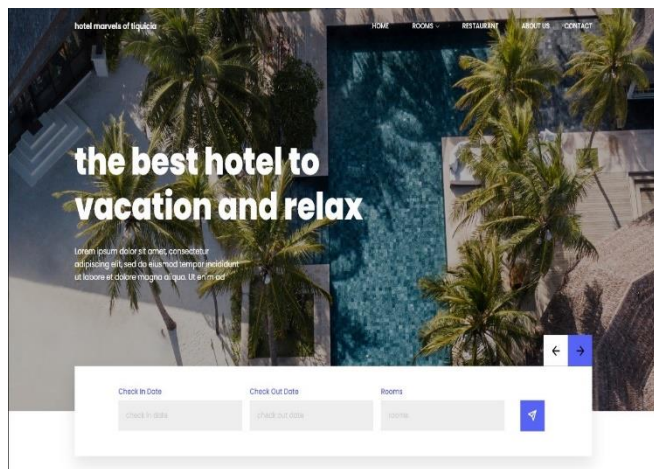 hotel marvels of tiquicia
HOME ROOMS RESTAURANT ABOUT US CONTACT
the best hotel to
vacation and relax
Lorem ipsum dolor sit amet, consectetur
adipiscing elit, sed do eiusmod tempor incididunt
ut labore et dolore magna aliqua. Ut enim ad
Check In Date Check Out Date Rooms
check in date check out date rooms